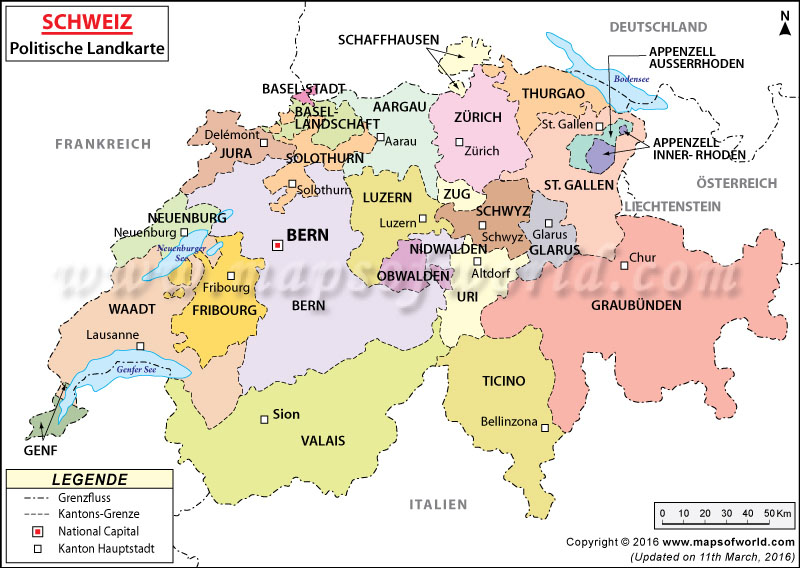 SCHWEIZ
Politische Landkarte
DEUTSCHLAND
N
SCHAFFHAUSEN
APPENZELL
AUSSERRHODEN
Bodensee
BASEL-STADT
BASEL-
LANDSCHAFT
AARGAU
Aarau
ZÜRICH
Zürich
THURGAO
St. Gallen
APPENZELL
INNER- RHODEN
FRANKREICH
Delémont
JURA
SOLOTHURN
Solothurn
ST. GALLEN
ÖSTERREICH
LIECHTENSTEIN
LUZERN
Luzern
ZUG
SCHWYZ
Schwyz
Glarus
GLARUS
NEUENBURG
Neuenburg
Neuenburger
See
BERN
NIDWALDEN
OBWALDEN
Altdorf
URI
Chur
GRAUBÜNDEN
www.mapsofworld.com
Fribourg
FRIBOURG
BERN
WAADT
Lausanne
Genfer See
GENF
Sion
VALAIS
TICINO
Bellinzona
ITALIEN
LEGENDE
Grenzfluss
Kantons-Grenze
National Capital
Kanton Hauptstadt
0 10 20 30 40 50 Km
Copyright © 2016 www.mapsofworld.com
(Updated on 11th March, 2016)